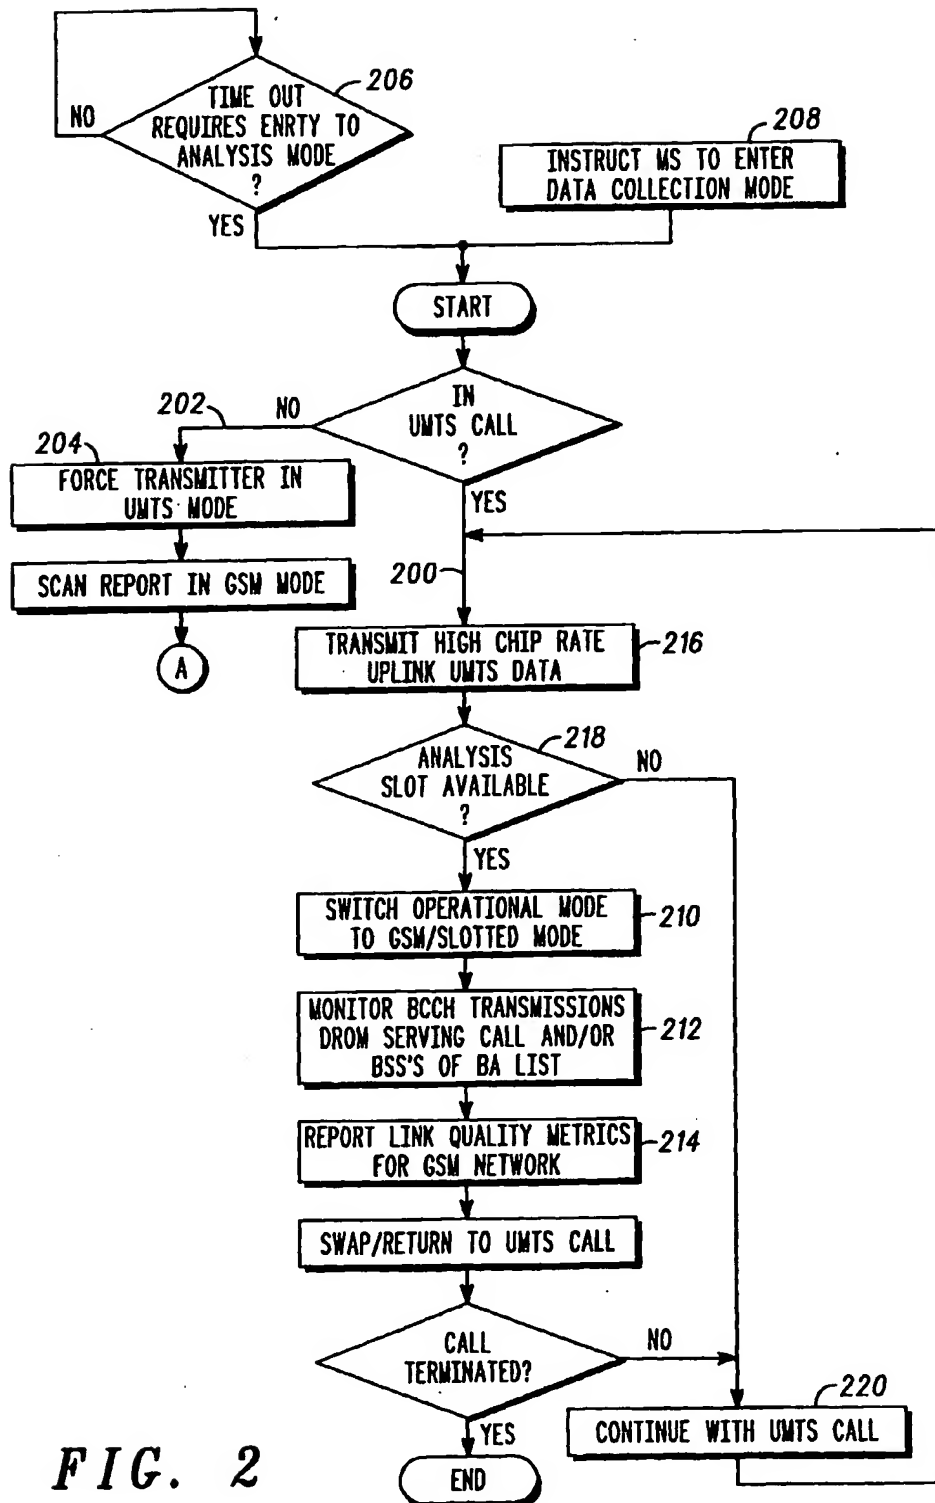 206
TIME OUT
REQUIRES ENRTY TO
ANALYSIS MODE
?
NO
YES
208
INSTRUCT MS TO ENTER
DATA COLLECTION MODE
START
IN
UMTS CALL
?
202
NO
YES
204
FORCE TRANSMITTER IN
UMTS MODE
SCAN REPORT IN GSM MODE
A
200
TRANSMIT HIGH CHIP RATE
UPLINK UMTS DATA
216
218
ANALYSIS
SLOT AVAILABLE
?
NO
YES
SWITCH OPERATIONAL MODE
TO GSM/SLOTTED MODE
210
MONITOR BCCH TRANSMISSIONS
DROM SERVING CALL AND/OR
BSS'S OF BA LIST
212
REPORT LINK QUALITY METRICS
FOR GSM NETWORK
214
SWAP/RETURN TO UMTS CALL
CALL
TERMINATED?
NO
YES
220
CONTINUE WITH UMTS CALL
END
FIG. 2